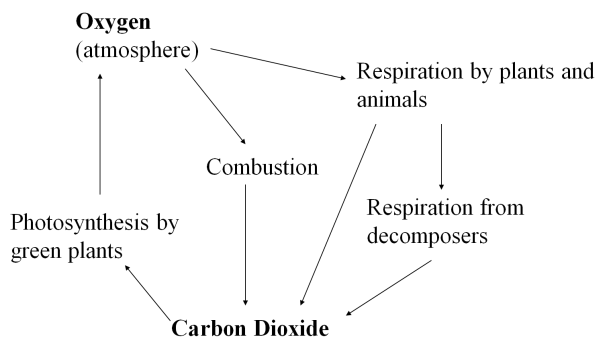 Oxygen
(atmosphere)
Respiration by plants and
animals
Combustion
Respiration from
decomposers
Photosynthesis by
green plants
Carbon Dioxide